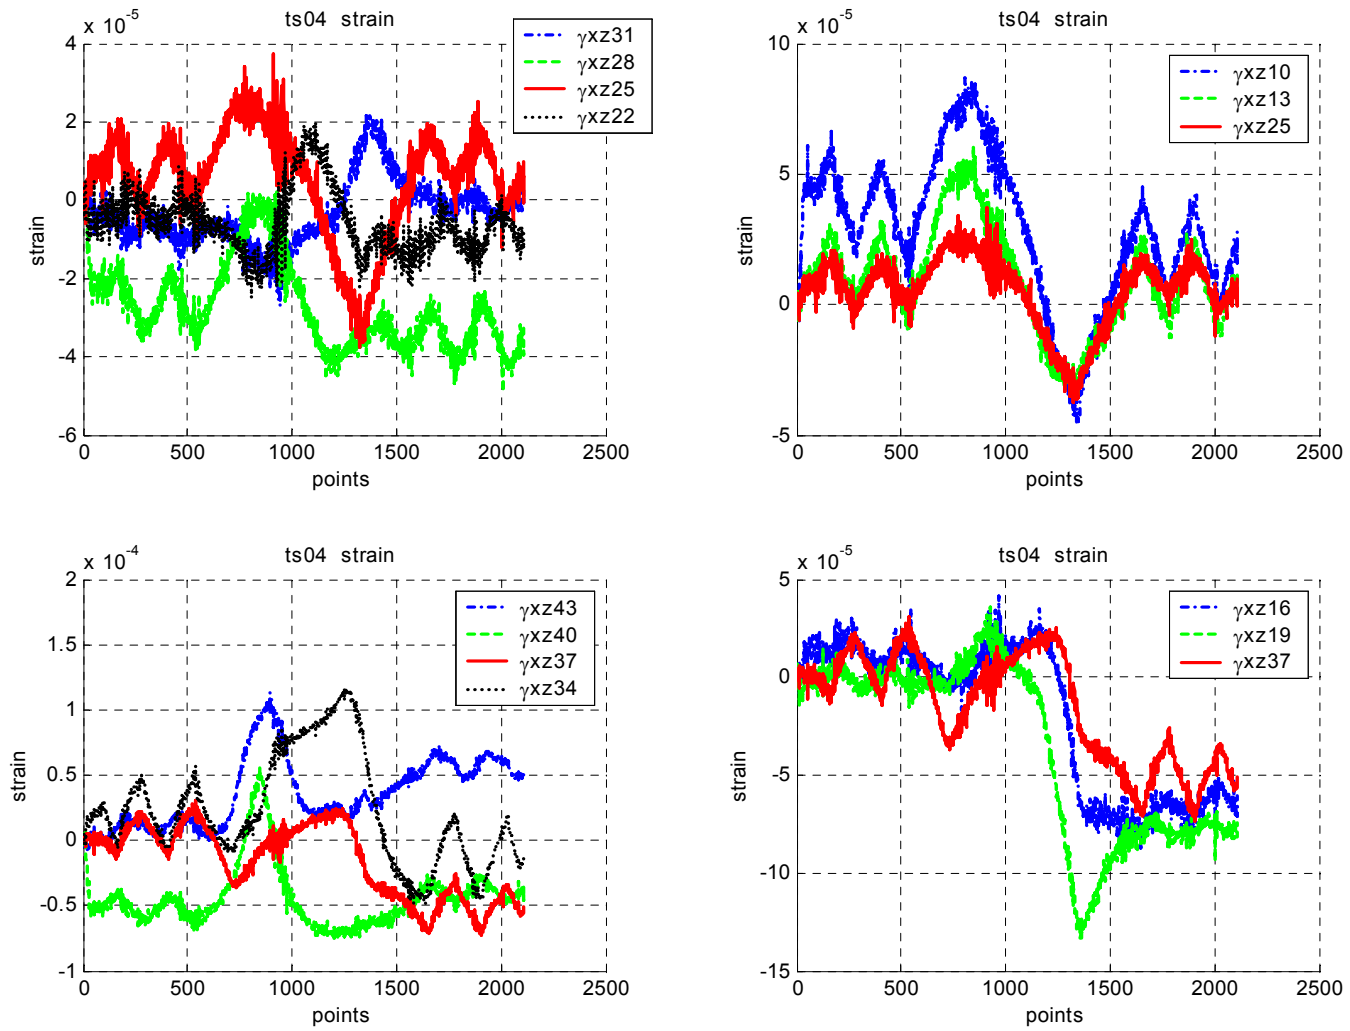 x 10-5
ts04 strain
4
2
0
-2
-4
-6
strain
0
500
1000
1500
2000
2500
points
γxz31
γxz28
γxz25
γxz22
x 10-5
ts04 strain
10
5
0
-5
strain
0
500
1000
1500
2000
2500
points
γxz10
γxz13
γxz25
x 10-4
ts04 strain
2
1.5
1
0.5
0
-0.5
-1
strain
0
500
1000
1500
2000
2500
points
γxz43
γxz40
γxz37
γxz34
x 10-5
ts04 strain
5
0
-5
-10
-15
strain
0
500
1000
1500
2000
2500
points
γxz16
γxz19
γxz37